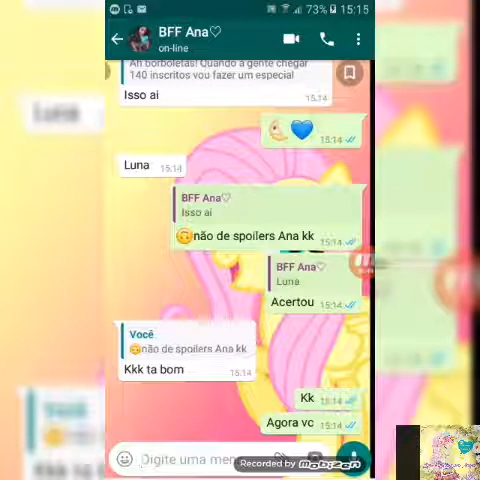 73% 15:15
BFF Ana♡
on-line
Ah borboletas! Quando a gente chegar
140 inscritos vou fazer um especial
Isso ai
15:14
👌🏻💙 15:14
Luna 15:14
BFF Ana♡
Isso ai
🙃não de spoilers Ana kk
15:14
BFF Ana♡
Luna
Acertou 15:14
Você
🙃não de spoilers Ana kk
Kkk ta bom
15:14
Kk 15:14
Agora vc 15:14
Digite uma men
Recorded by mobizen